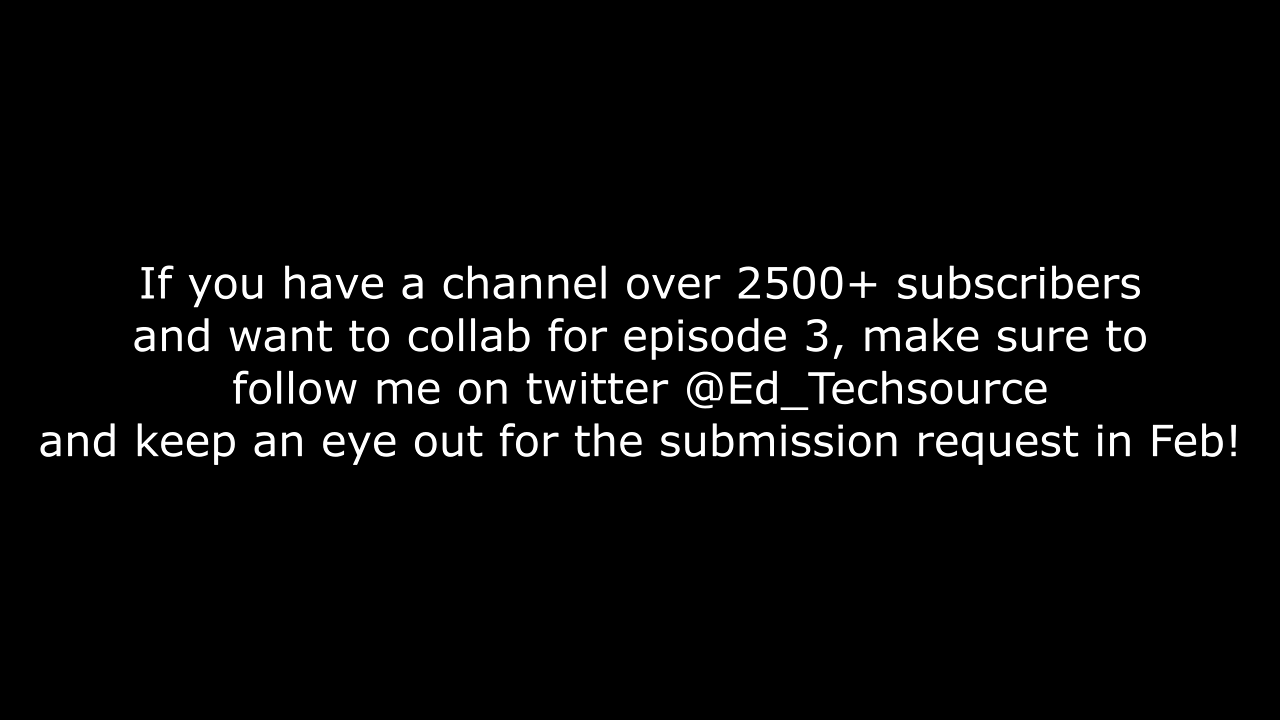 If you have a channel over 2500+ subscribers
and want to collab for episode 3, make sure to
follow me on twitter @Ed_Techsource
and keep an eye out for the submission request in Feb!